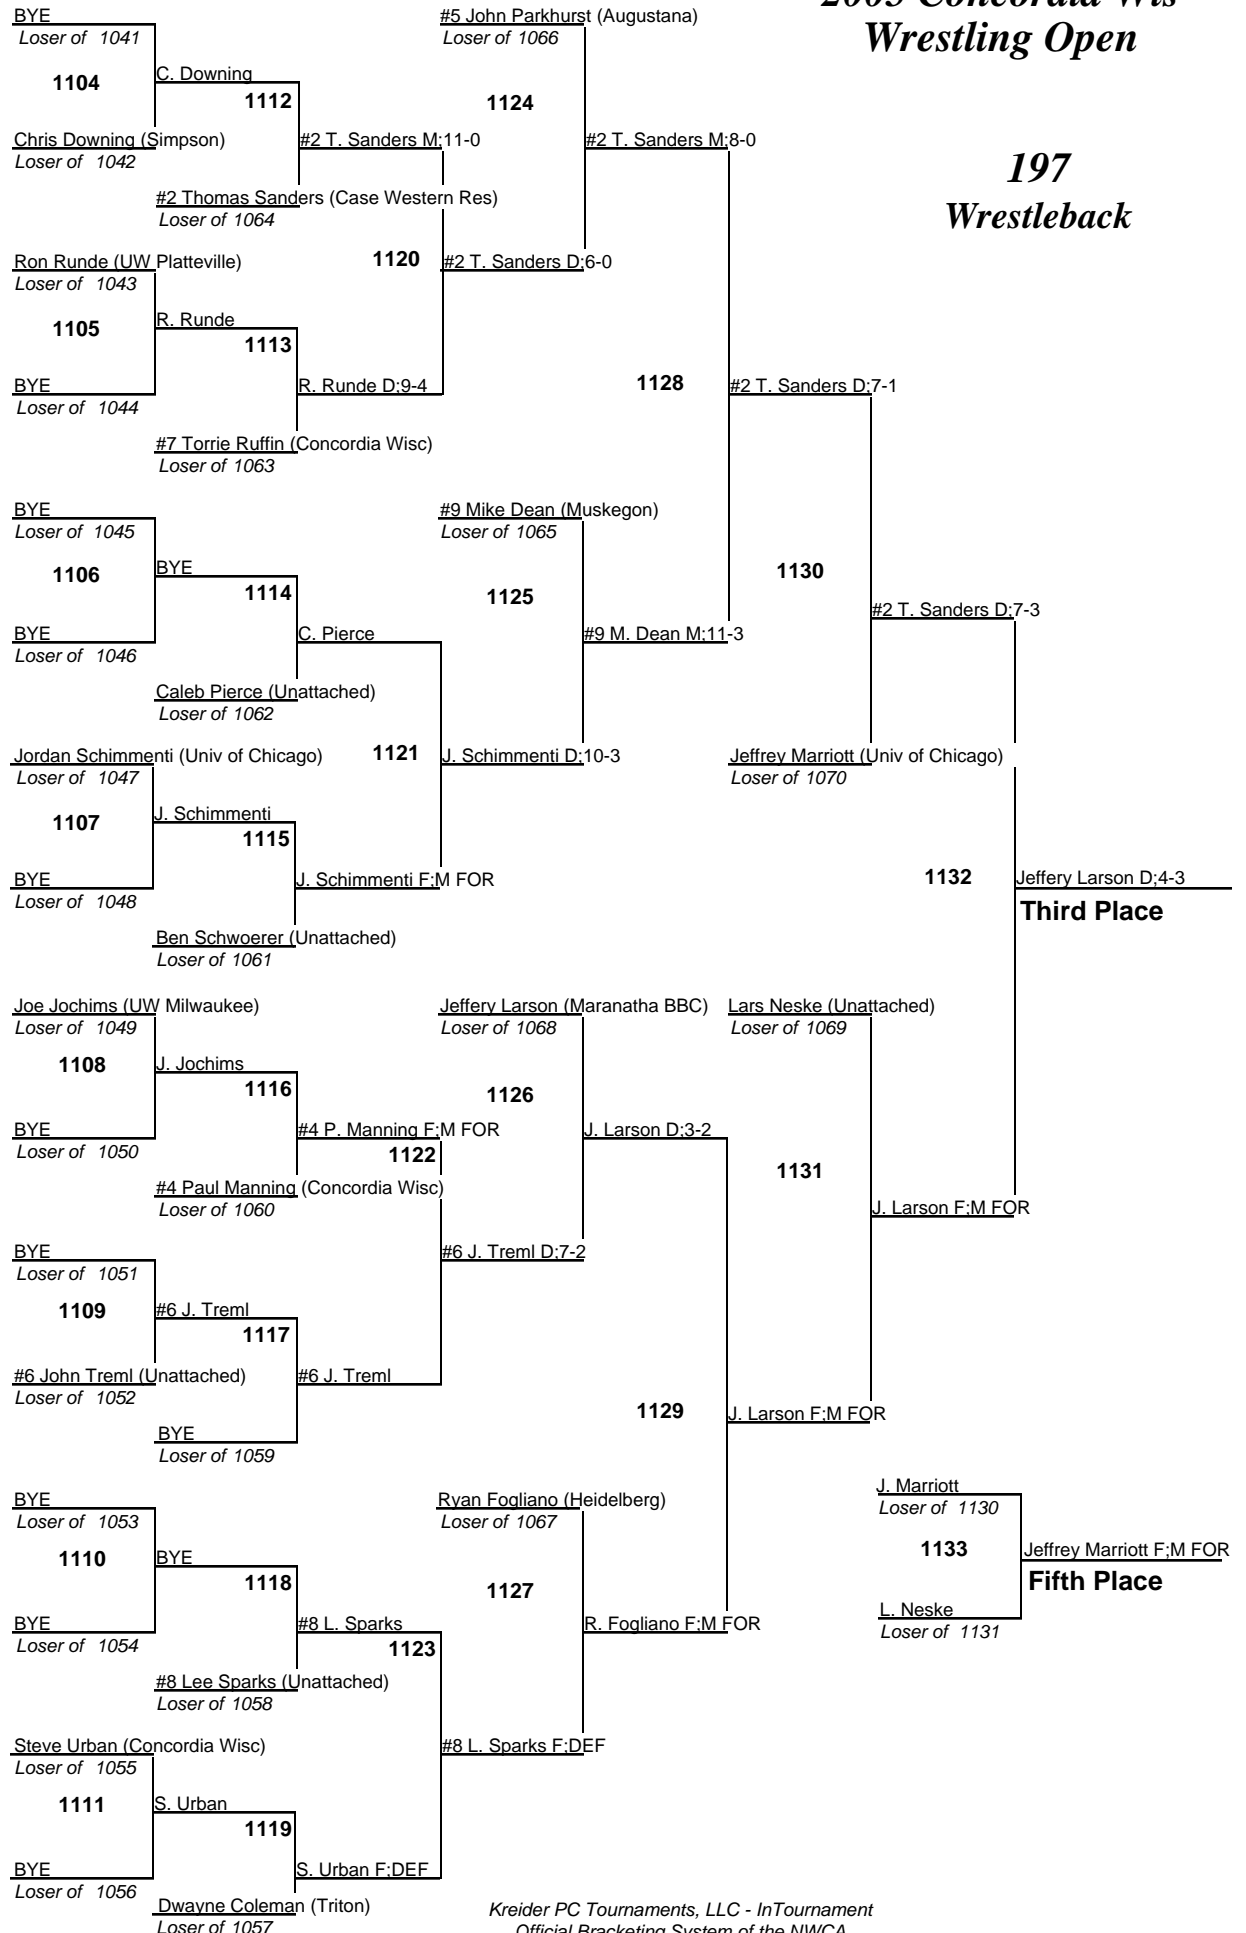 2005 Concordia Wis
Wrestling Open
197
Wrestleback
BYE
Loser of 1041
1104
C. Downing
1112
Chris Downing (Simpson)
Loser of 1042
#2 T. Sanders M;11-0
#2 Thomas Sanders (Case Western Res)
Loser of 1064
#5 John Parkhurst (Augustana)
Loser of 1066
1124
#2 T. Sanders M;8-0
Ron Runde (UW Platteville)
Loser of 1043
1120
#2 T. Sanders D;6-0
1105
R. Runde
1113
BYE
Loser of 1044
R. Runde D;9-4
1128
#2 T. Sanders D;7-1
#7 Torrie Ruffin (Concordia Wisc)
Loser of 1063
BYE
Loser of 1045
#9 Mike Dean (Muskegon)
Loser of 1065
1106
BYE
1114
1125
1130
BYE
Loser of 1046
C. Pierce
#9 M. Dean M;11-3
#2 T. Sanders D;7-3
Caleb Pierce (Unattached)
Loser of 1062
Jordan Schimmenti (Univ of Chicago)
Loser of 1047
1121
J. Schimmenti D;10-3
Jeffrey Marriott (Univ of Chicago)
Loser of 1070
1107
J. Schimmenti
1115
BYE
Loser of 1048
J. Schimmenti F;M FOR
1132
Jeffery Larson D;4-3
Third Place
Ben Schwoerer (Unattached)
Loser of 1061
Joe Jochims (UW Milwaukee)
Loser of 1049
Jeffery Larson (Maranatha BBC)
Loser of 1068
Lars Neske (Unattached)
Loser of 1069
1108
J. Jochims
1116
1126
BYE
Loser of 1050
#4 P. Manning F;M FOR
1122
J. Larson D;3-2
1131
#4 Paul Manning (Concordia Wisc)
Loser of 1060
J. Larson F;M FOR
BYE
Loser of 1051
#6 J. Treml D;7-2
1109
#6 J. Treml
1117
#6 John Treml (Unattached)
Loser of 1052
#6 J. Treml
1129
J. Larson F;M FOR
BYE
Loser of 1059
BYE
Loser of 1053
Ryan Fogliano (Heidelberg)
Loser of 1067
J. Marriott
Loser of 1130
1110
BYE
1118
1127
1133
Jeffrey Marriott F;M FOR
Fifth Place
BYE
Loser of 1054
#8 L. Sparks
1123
R. Fogliano F;M FOR
L. Neske
Loser of 1131
#8 Lee Sparks (Unattached)
Loser of 1058
Steve Urban (Concordia Wisc)
Loser of 1055
#8 L. Sparks F;DEF
1111
S. Urban
1119
BYE
Loser of 1056
S. Urban F;DEF
Dwayne Coleman (Triton)
Loser of 1057
Kreider PC Tournaments, LLC - InTournament
Official Bracketing System of the NWCA